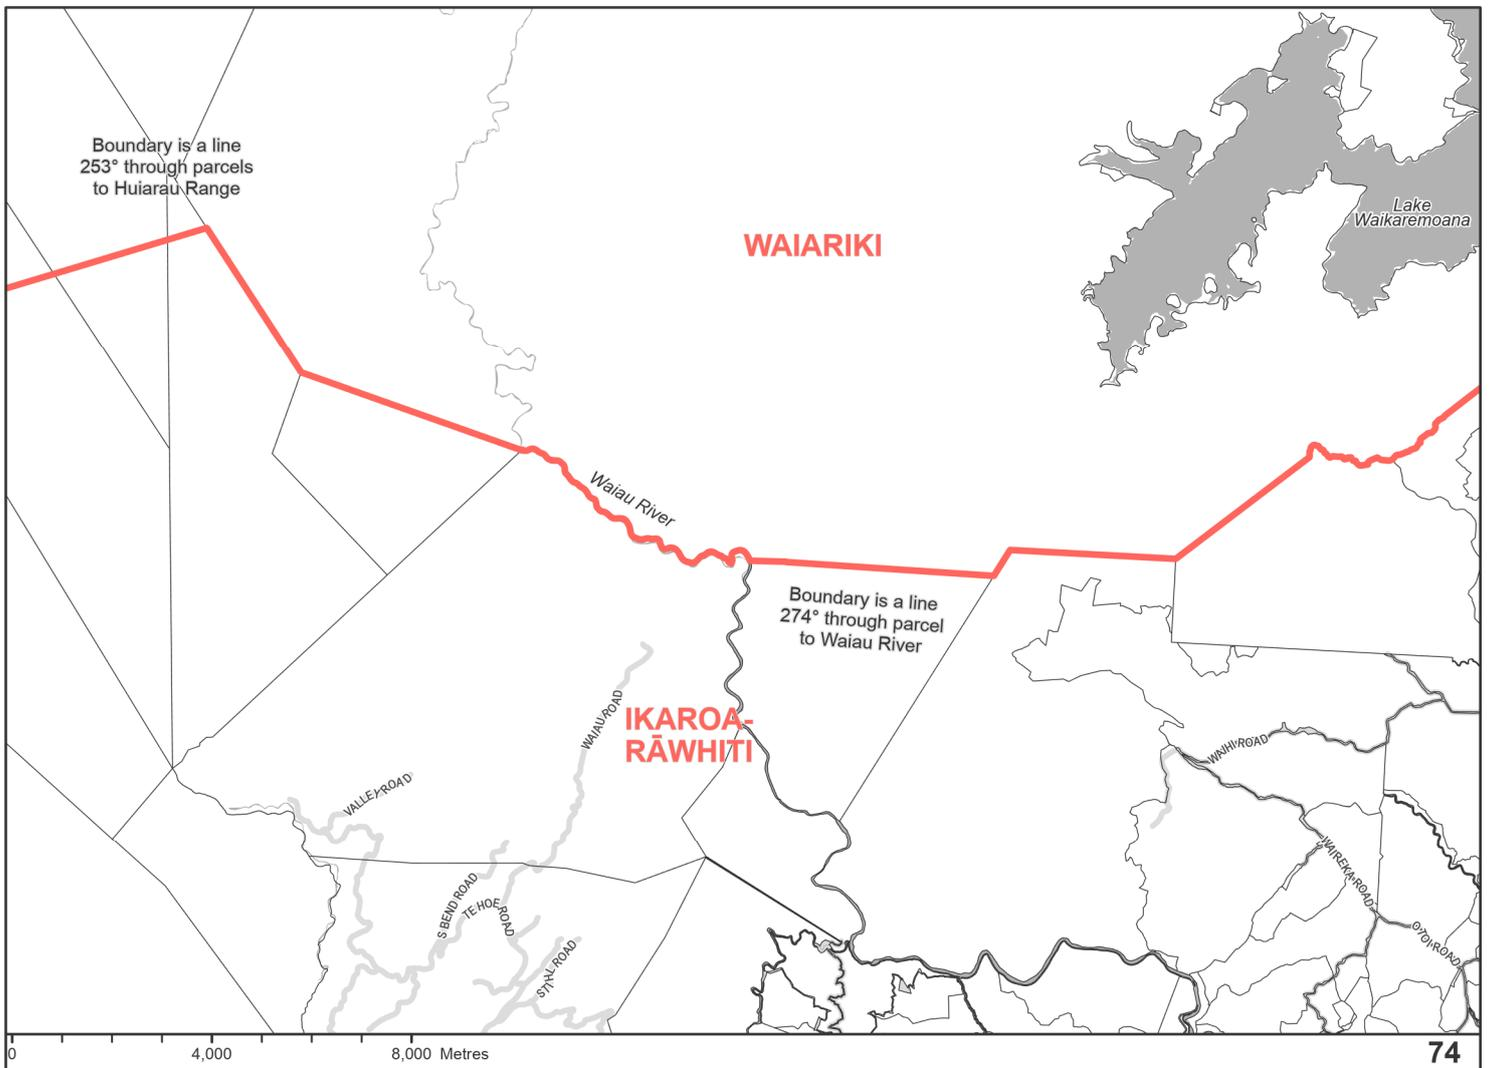 Boundary is a line
253° through parcels
to Huiarau Range
WAIARIKI
Lake
Waikaremoana
Waiau River
Boundary is a line
274° through parcel
to Waiau River
WAIAU ROAD
IKAROA-
RĀWHITI
WAIHI ROAD
VALLEY ROAD
WAIREKA ROAD
S BEND ROAD
TE HOE ROAD
OTOI ROAD
STHL ROAD
0 4,000 8,000 Metres
74